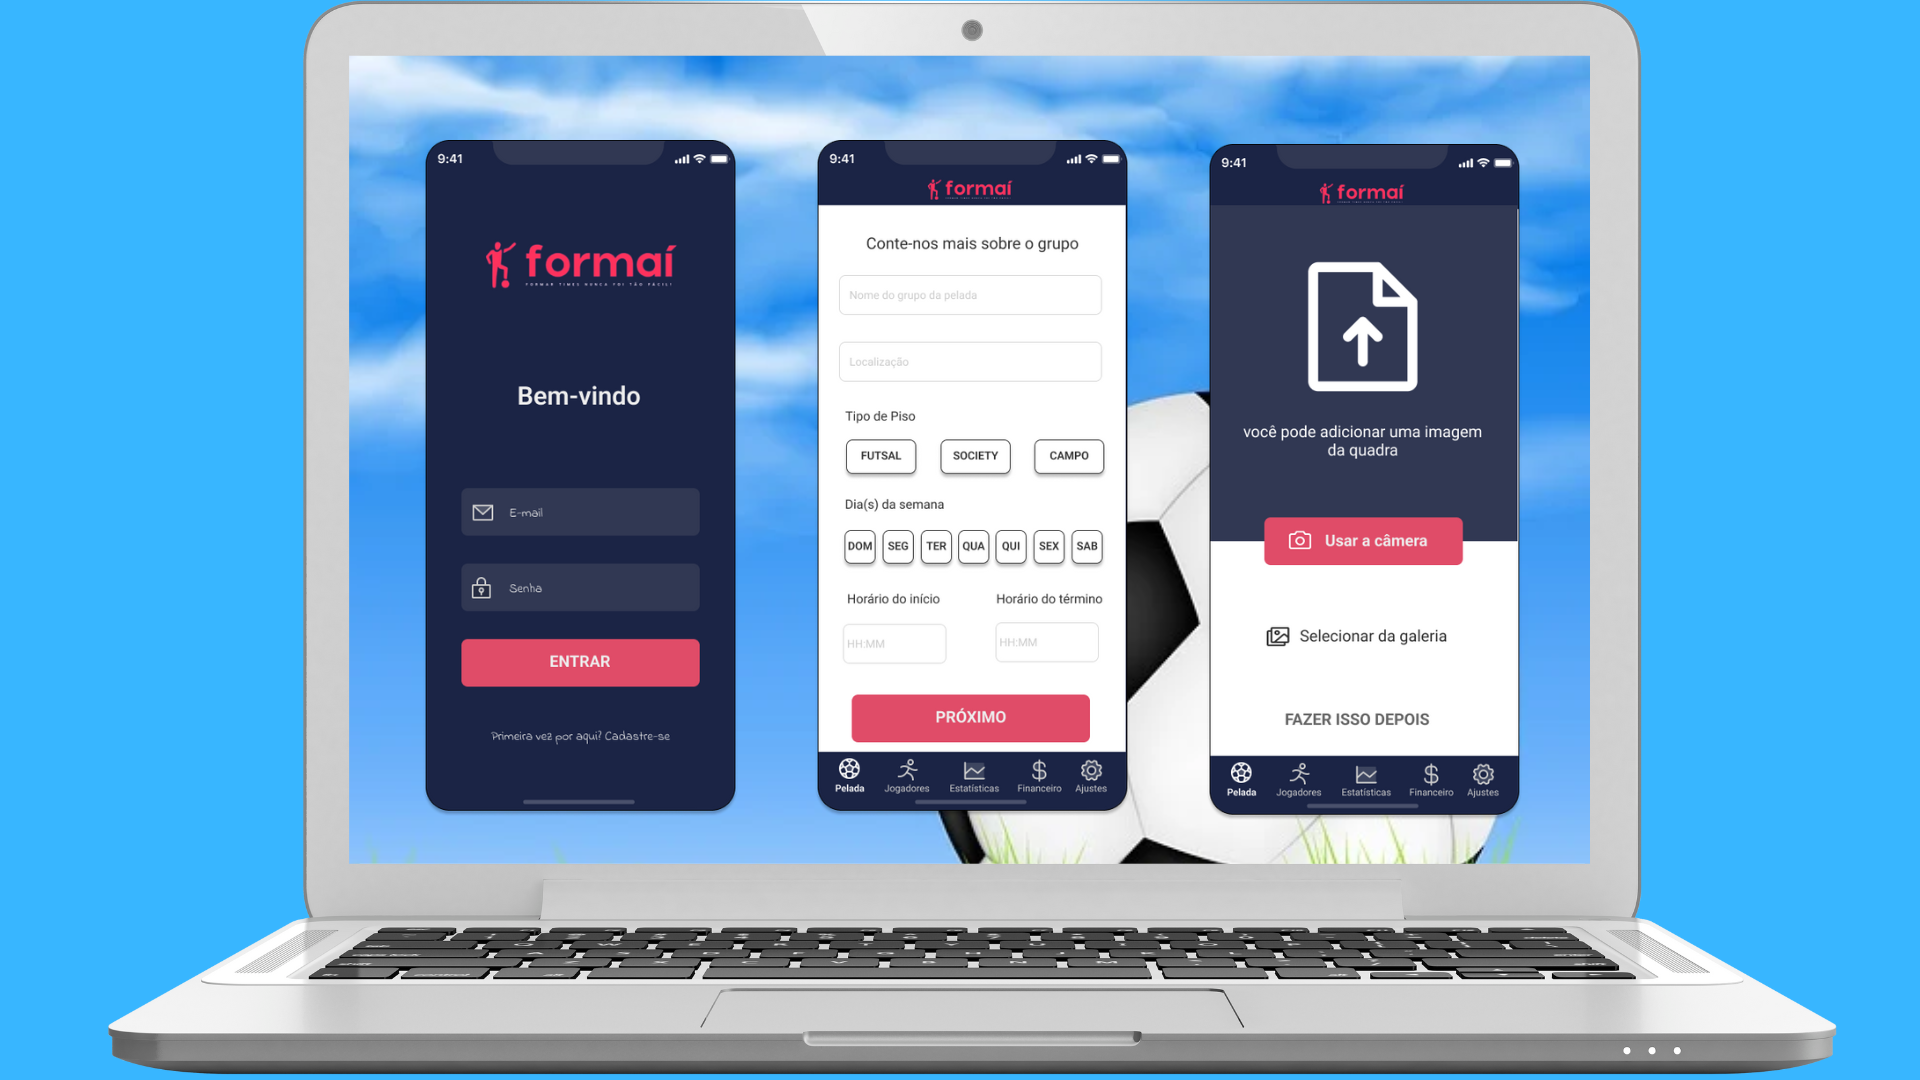 9:41
formaí
FORMAR TIMES NUNCA FOI TÃO FÁCIL!
Bem-vindo
E-mail
Senha
ENTRAR
Primeira vez por aqui? Cadastre-se
9:41
formaí
Conte-nos mais sobre o grupo
Nome do grupo da pelada
Localização
Tipo de Piso
FUTSAL SOCIETY CAMPO
Dia(s) da semana
DOM SEG TER QUA QUI SEX SAB
Horário do início Horário do término
HH:MM HH:MM
PRÓXIMO
Pelada Jogadores Estatísticas Financeiro Ajustes
9:41
formaí
você pode adicionar uma imagem
da quadra
Usar a câmera
Selecionar da galeria
FAZER ISSO DEPOIS
Pelada Jogadores Estatísticas Financeiro Ajustes